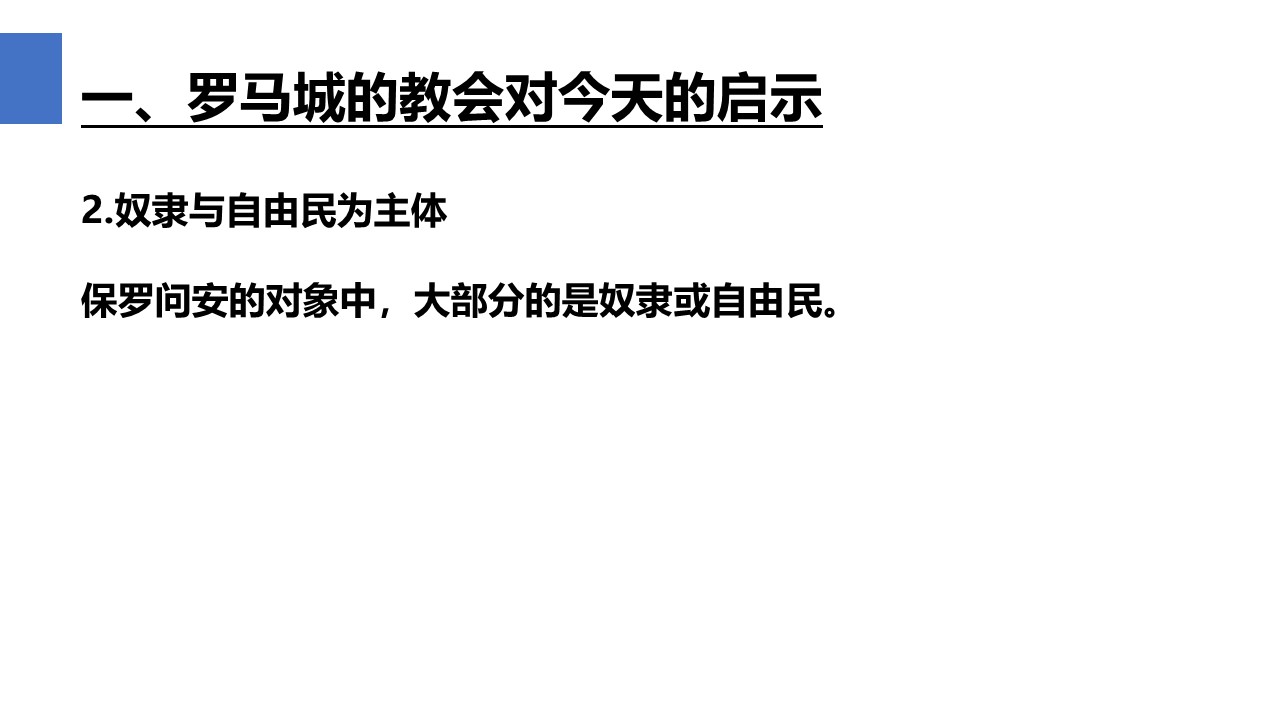 一、罗马城的教会对今天的启示
2.奴隶与自由民为主体
保罗问安的对象中，大部分的是奴隶或自由民。